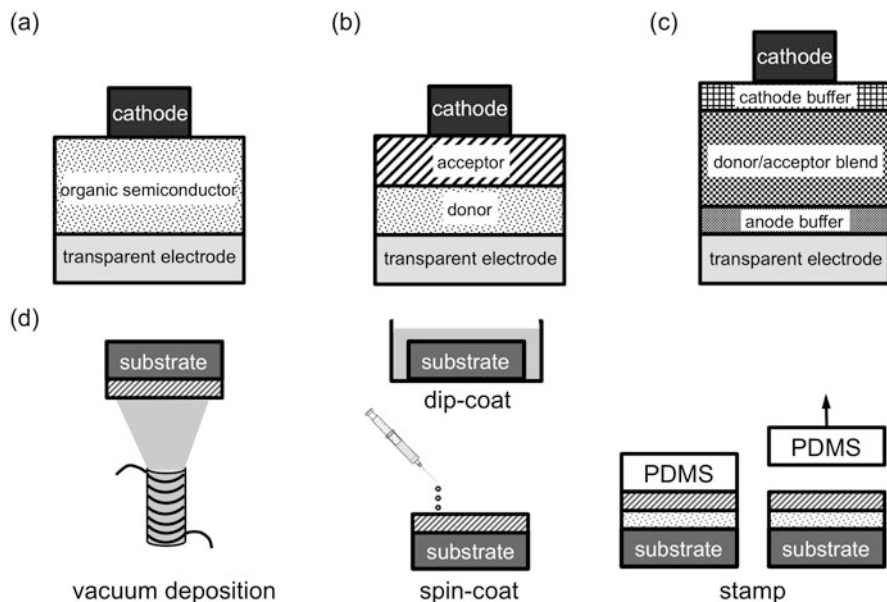 (a)
cathode
organic semiconductor
transparent electrode
(b)
cathode
acceptor
donor
transparent electrode
(c)
cathode
cathode buffer
donor/acceptor blend
anode buffer
transparent electrode
(d)
substrate
vacuum deposition
substrate
dip-coat
substrate
spin-coat
PDMS
substrate
PDMS
substrate
stamp